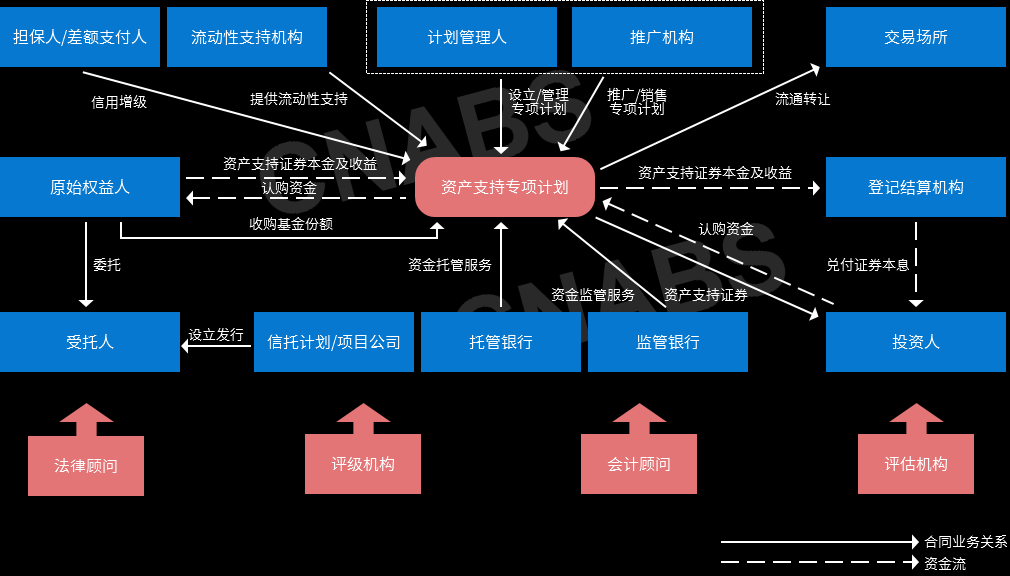 担保人/差额支付人
流动性支持机构
计划管理人
推广机构
交易场所
信用增级
提供流动性支持
设立/管理
专项计划
推广/销售
专项计划
流通转让
CNABS
资产支持证券本金及收益
认购资金
原始权益人
资产支持专项计划
资产支持证券本金及收益
登记结算机构
收购基金份额
认购资金
CNABS
委托
资金托管服务
资金监管服务
资产支持证券
兑付证券本息
受托人
设立发行
信托计划/项目公司
托管银行
监管银行
投资人
法律顾问
评级机构
会计顾问
评估机构
合同业务关系
资金流